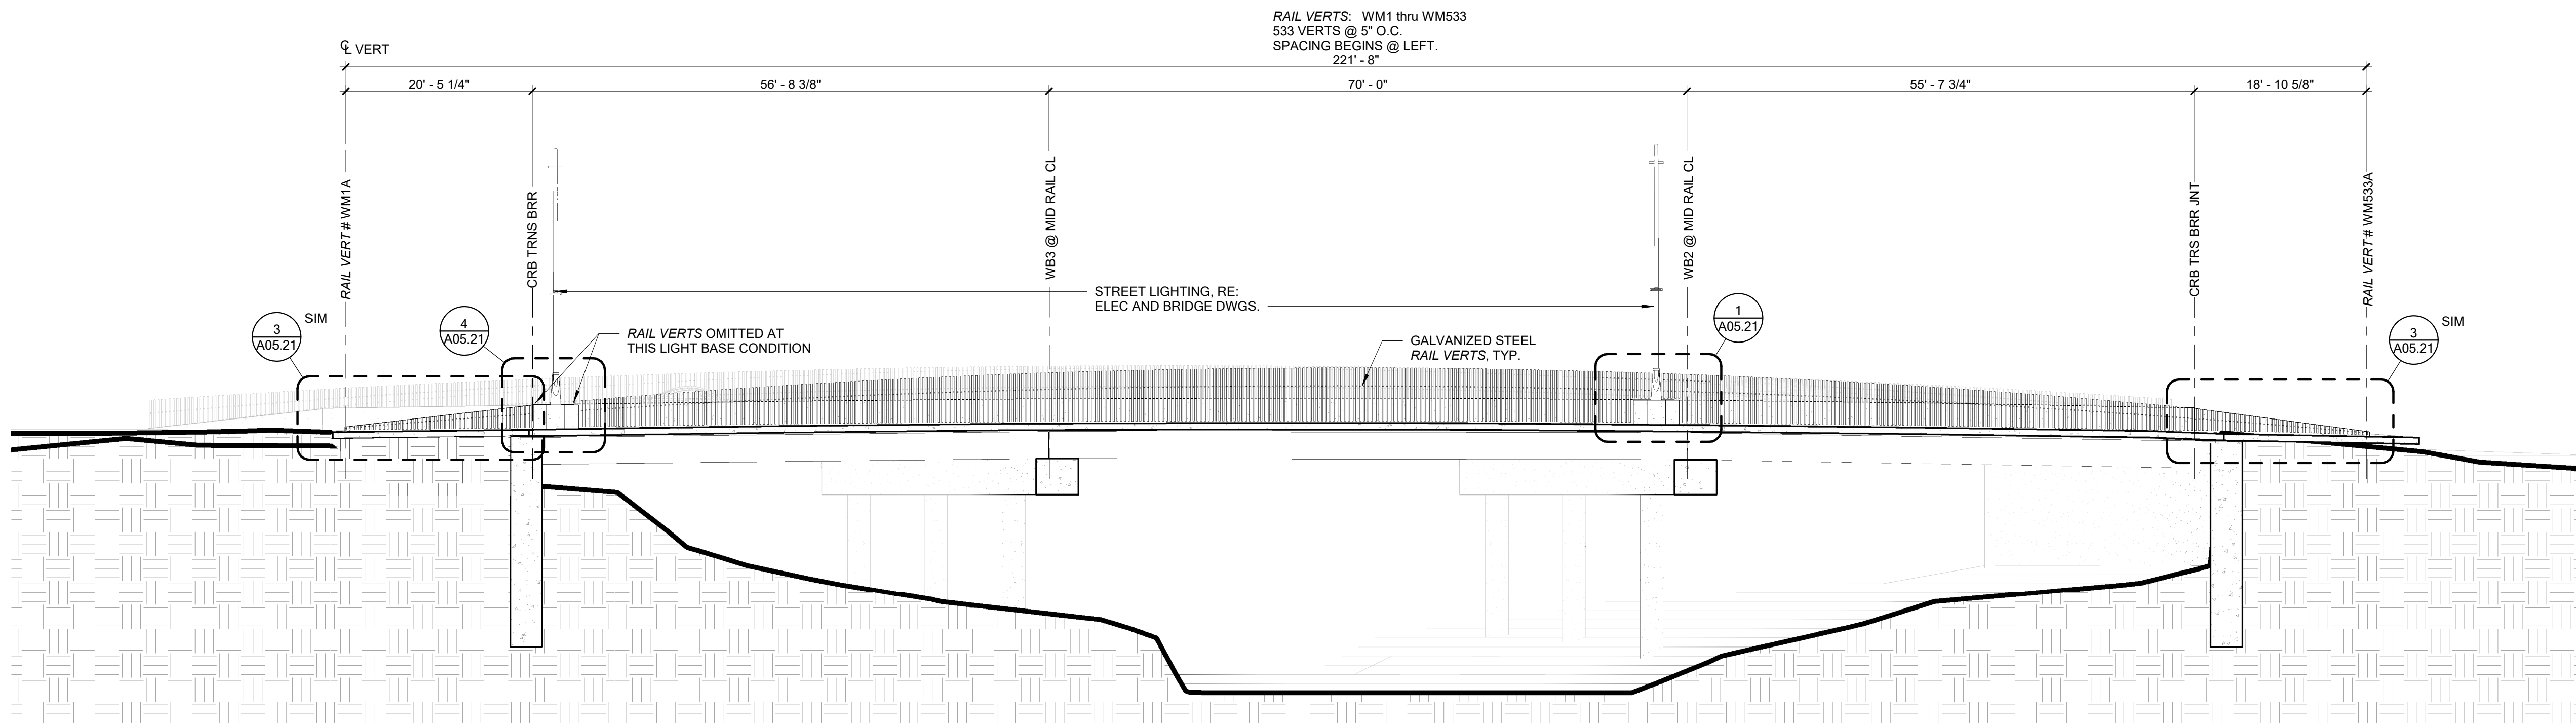 RAIL VERTS: WM1 thru WM533
533 VERTS @ 5" O.C.
SPACING BEGINS @ LEFT.
221' - 8"
℄ VERT
20' - 5 1/4"
56' - 8 3/8"
70' - 0"
55' - 7 3/4"
18' - 10 5/8"
RAIL VERT # WM1A
CRB TRNS BRR
WB3 @ MID RAIL CL
WB2 @ MID RAIL CL
CRB TRS BRR JNT
RAIL VERT# WM533A
STREET LIGHTING, RE:
ELEC AND BRIDGE DWGS.
3
A05.21
SIM
4
A05.21
RAIL VERTS OMITTED AT
THIS LIGHT BASE CONDITION
GALVANIZED STEEL
RAIL VERTS, TYP.
1
A05.21
3
A05.21
SIM